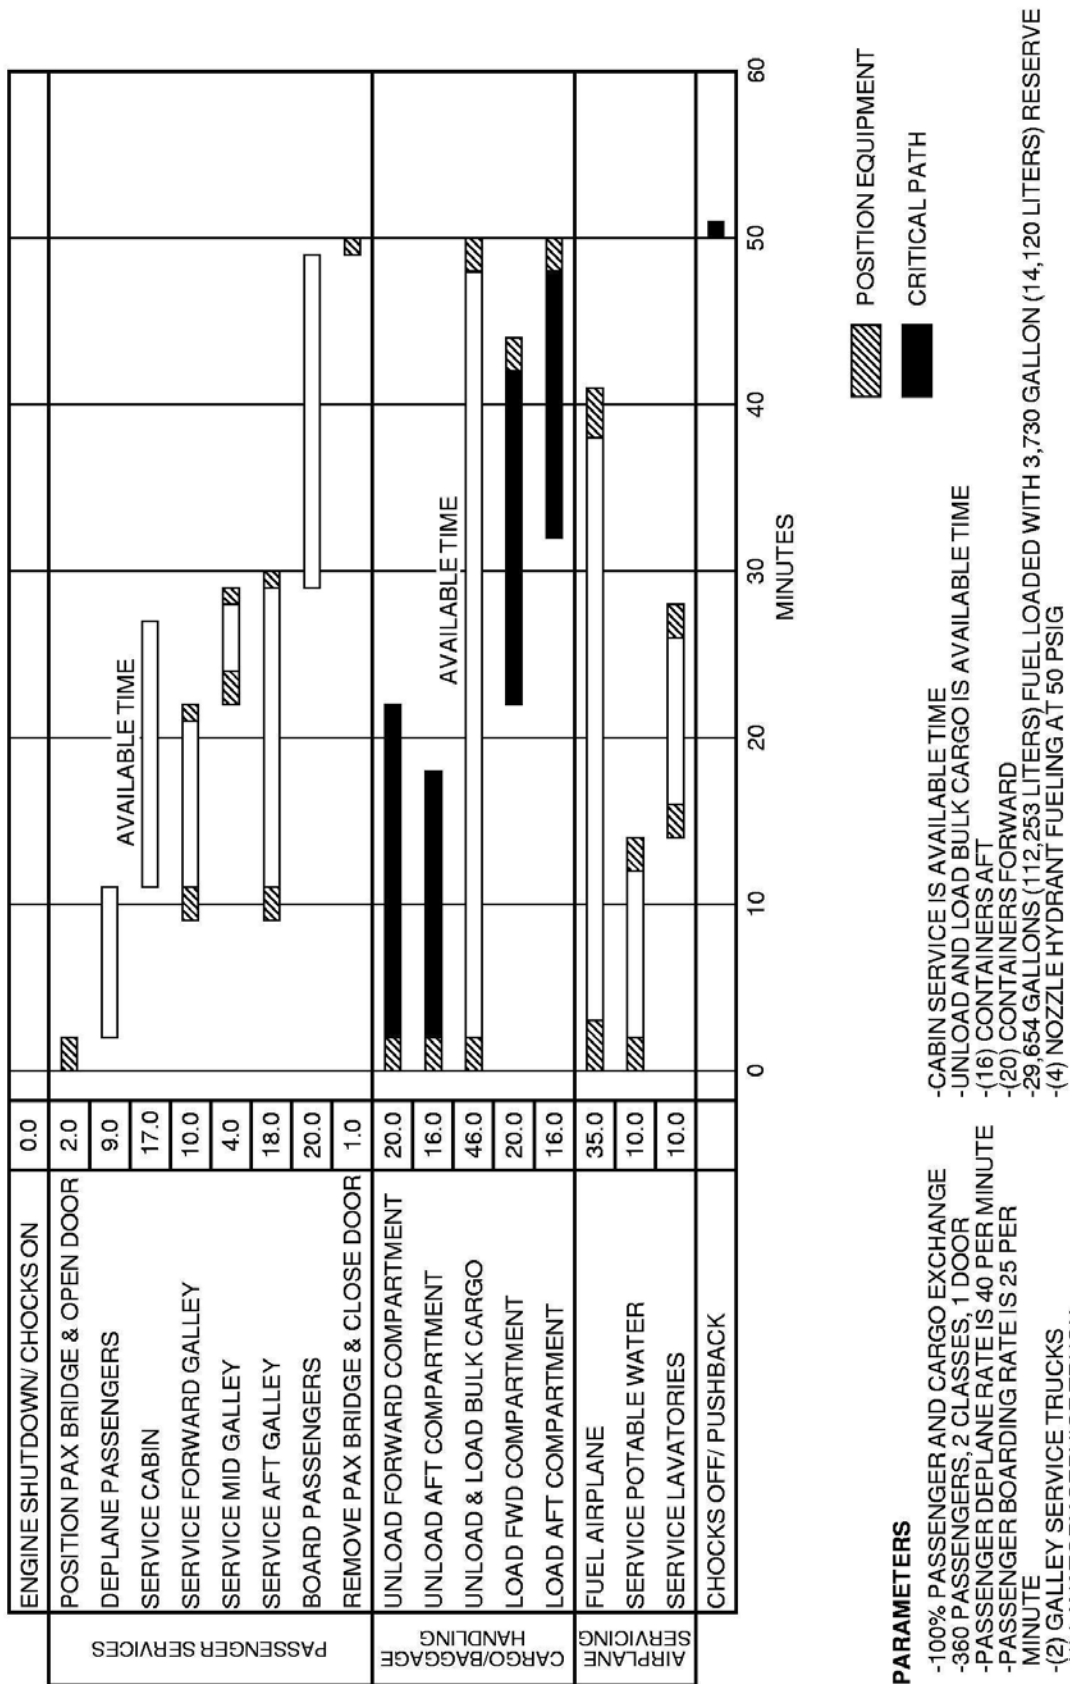 ENGINE SHUTDOWN/ CHOCKS ON 0.0
PASSENGER SERVICES
POSITION PAX BRIDGE & OPEN DOOR 2.0
DEPLANE PASSENGERS 9.0
SERVICE CABIN 17.0
AVAILABLE TIME
SERVICE FORWARD GALLEY 10.0
SERVICE MID GALLEY 4.0
SERVICE AFT GALLEY 18.0
BOARD PASSENGERS 20.0
REMOVE PAX BRIDGE & CLOSE DOOR 1.0
CARGO/BAGGAGE
HANDLING
UNLOAD FORWARD COMPARTMENT 20.0
UNLOAD AFT COMPARTMENT 16.0
AVAILABLE TIME
UNLOAD & LOAD BULK CARGO 46.0
LOAD FWD COMPARTMENT 20.0
LOAD AFT COMPARTMENT 16.0
AIRPLANE
SERVICING
FUEL AIRPLANE 35.0
SERVICE POTABLE WATER 10.0
SERVICE LAVATORIES 10.0
CHOCKS OFF/ PUSHBACK
0 10 20 30 40 50 60
MINUTES
POSITION EQUIPMENT
CRITICAL PATH
PARAMETERS
-100% PASSENGER AND CARGO EXCHANGE
-360 PASSENGERS, 2 CLASSES, 1 DOOR
-PASSENGER DEPLANE RATE IS 40 PER MINUTE
-PASSENGER BOARDING RATE IS 25 PER
MINUTE
-(2) GALLEY SERVICE TRUCKS
-CABIN SERVICE IS AVAILABLE TIME
-UNLOAD AND LOAD BULK CARGO IS AVAILABLE TIME
-(16) CONTAINERS AFT
-(20) CONTAINERS FORWARD
-29,654 GALLONS (112,253 LITERS) FUEL LOADED WITH 3,730 GALLON (14,120 LITERS) RESERVE
-(4) NOZZLE HYDRANT FUELING AT 50 PSIG